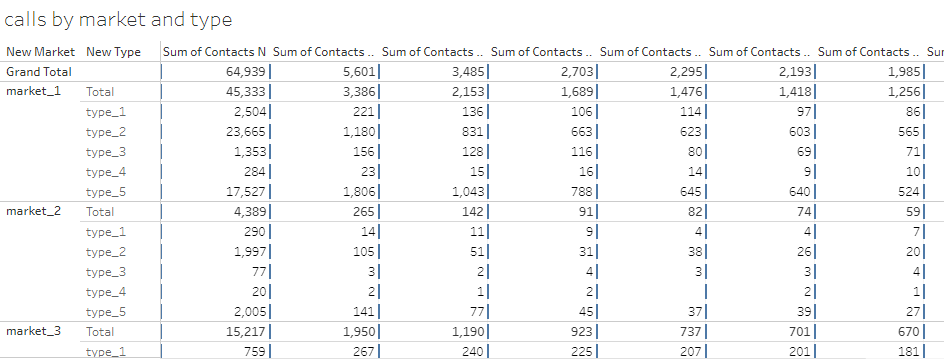 calls by market and type
New Market New Type Sum of Contacts N Sum of Contacts .. Sum of Contacts .. Sum of Contacts .. Sum of Contacts .. Sum of Contacts .. Sum of Contacts .. Sur
Grand Total 64,939 5,601 3,485 2,703 2,295 2,193 1,985
market_1 Total 45,333 3,386 2,153 1,689 1,476 1,418 1,256
type_1 2,504 221 136 106 114 97 86
type_2 23,665 1,180 831 663 623 603 565
type_3 1,353 156 128 116 80 69 71
type_4 284 23 15 16 14 9 10
type_5 17,527 1,806 1,043 788 645 640 524
market_2 Total 4,389 265 142 91 82 74 59
type_1 290 14 11 9 4 4 7
type_2 1,997 105 51 31 38 26 20
type_3 77 3 2 4 3 3 4
type_4 20 2 1 2 2 1
type_5 2,005 141 77 45 37 39 27
market_3 Total 15,217 1,950 1,190 923 737 701 670
type_1 759 267 240 225 207 201 181